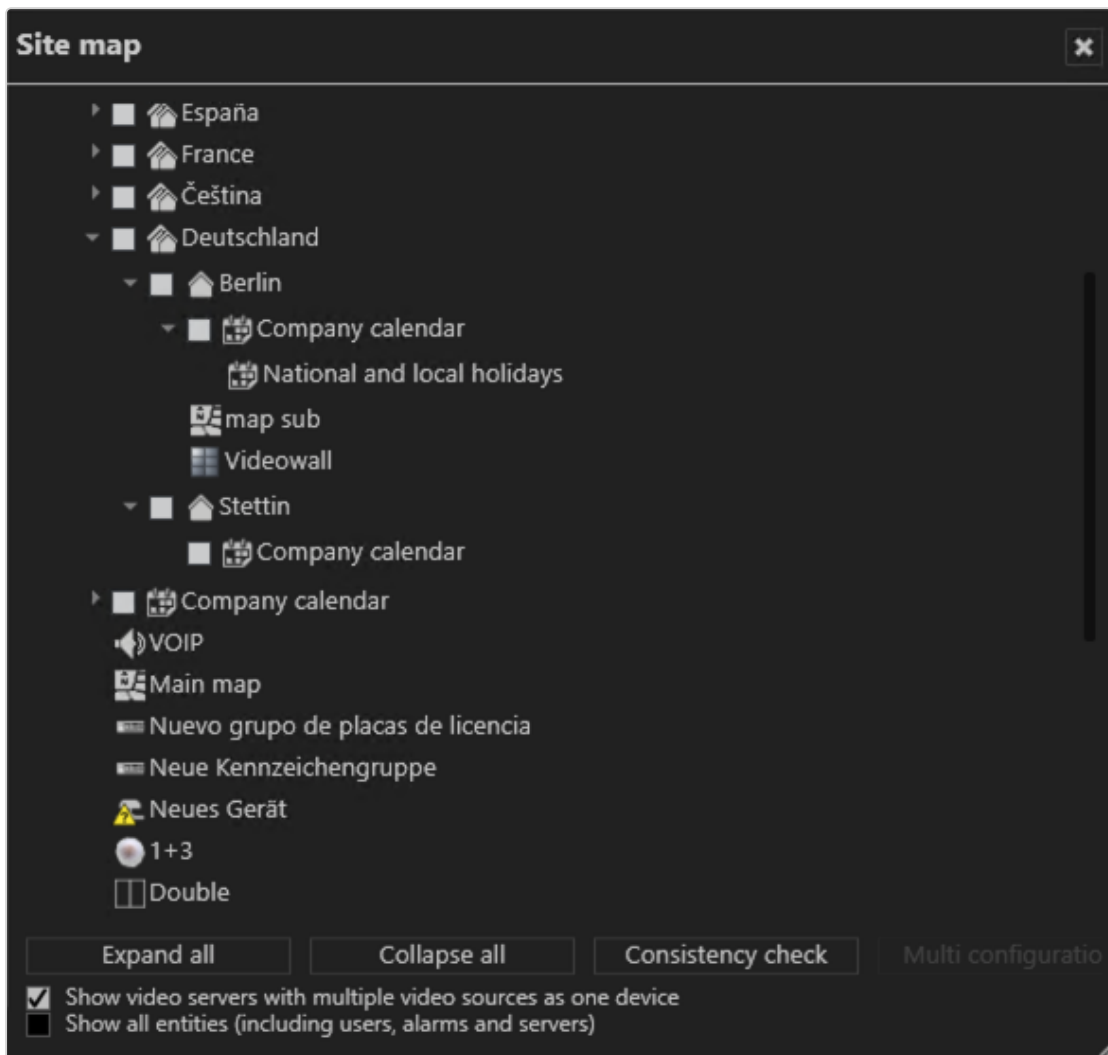 Site map
España
France
Čeština
Deutschland
Berlin
Company calendar
National and local holidays
map sub
Videowall
Stettin
Company calendar
Company calendar
VOIP
Main map
Nuevo grupo de placas de licencia
Neue Kennzeichengruppe
Neues Gerät
1+3
Double
Expand all Collapse all Consistency check Multi configuratio
Show video servers with multiple video sources as one device
Show all entities (including users, alarms and servers)